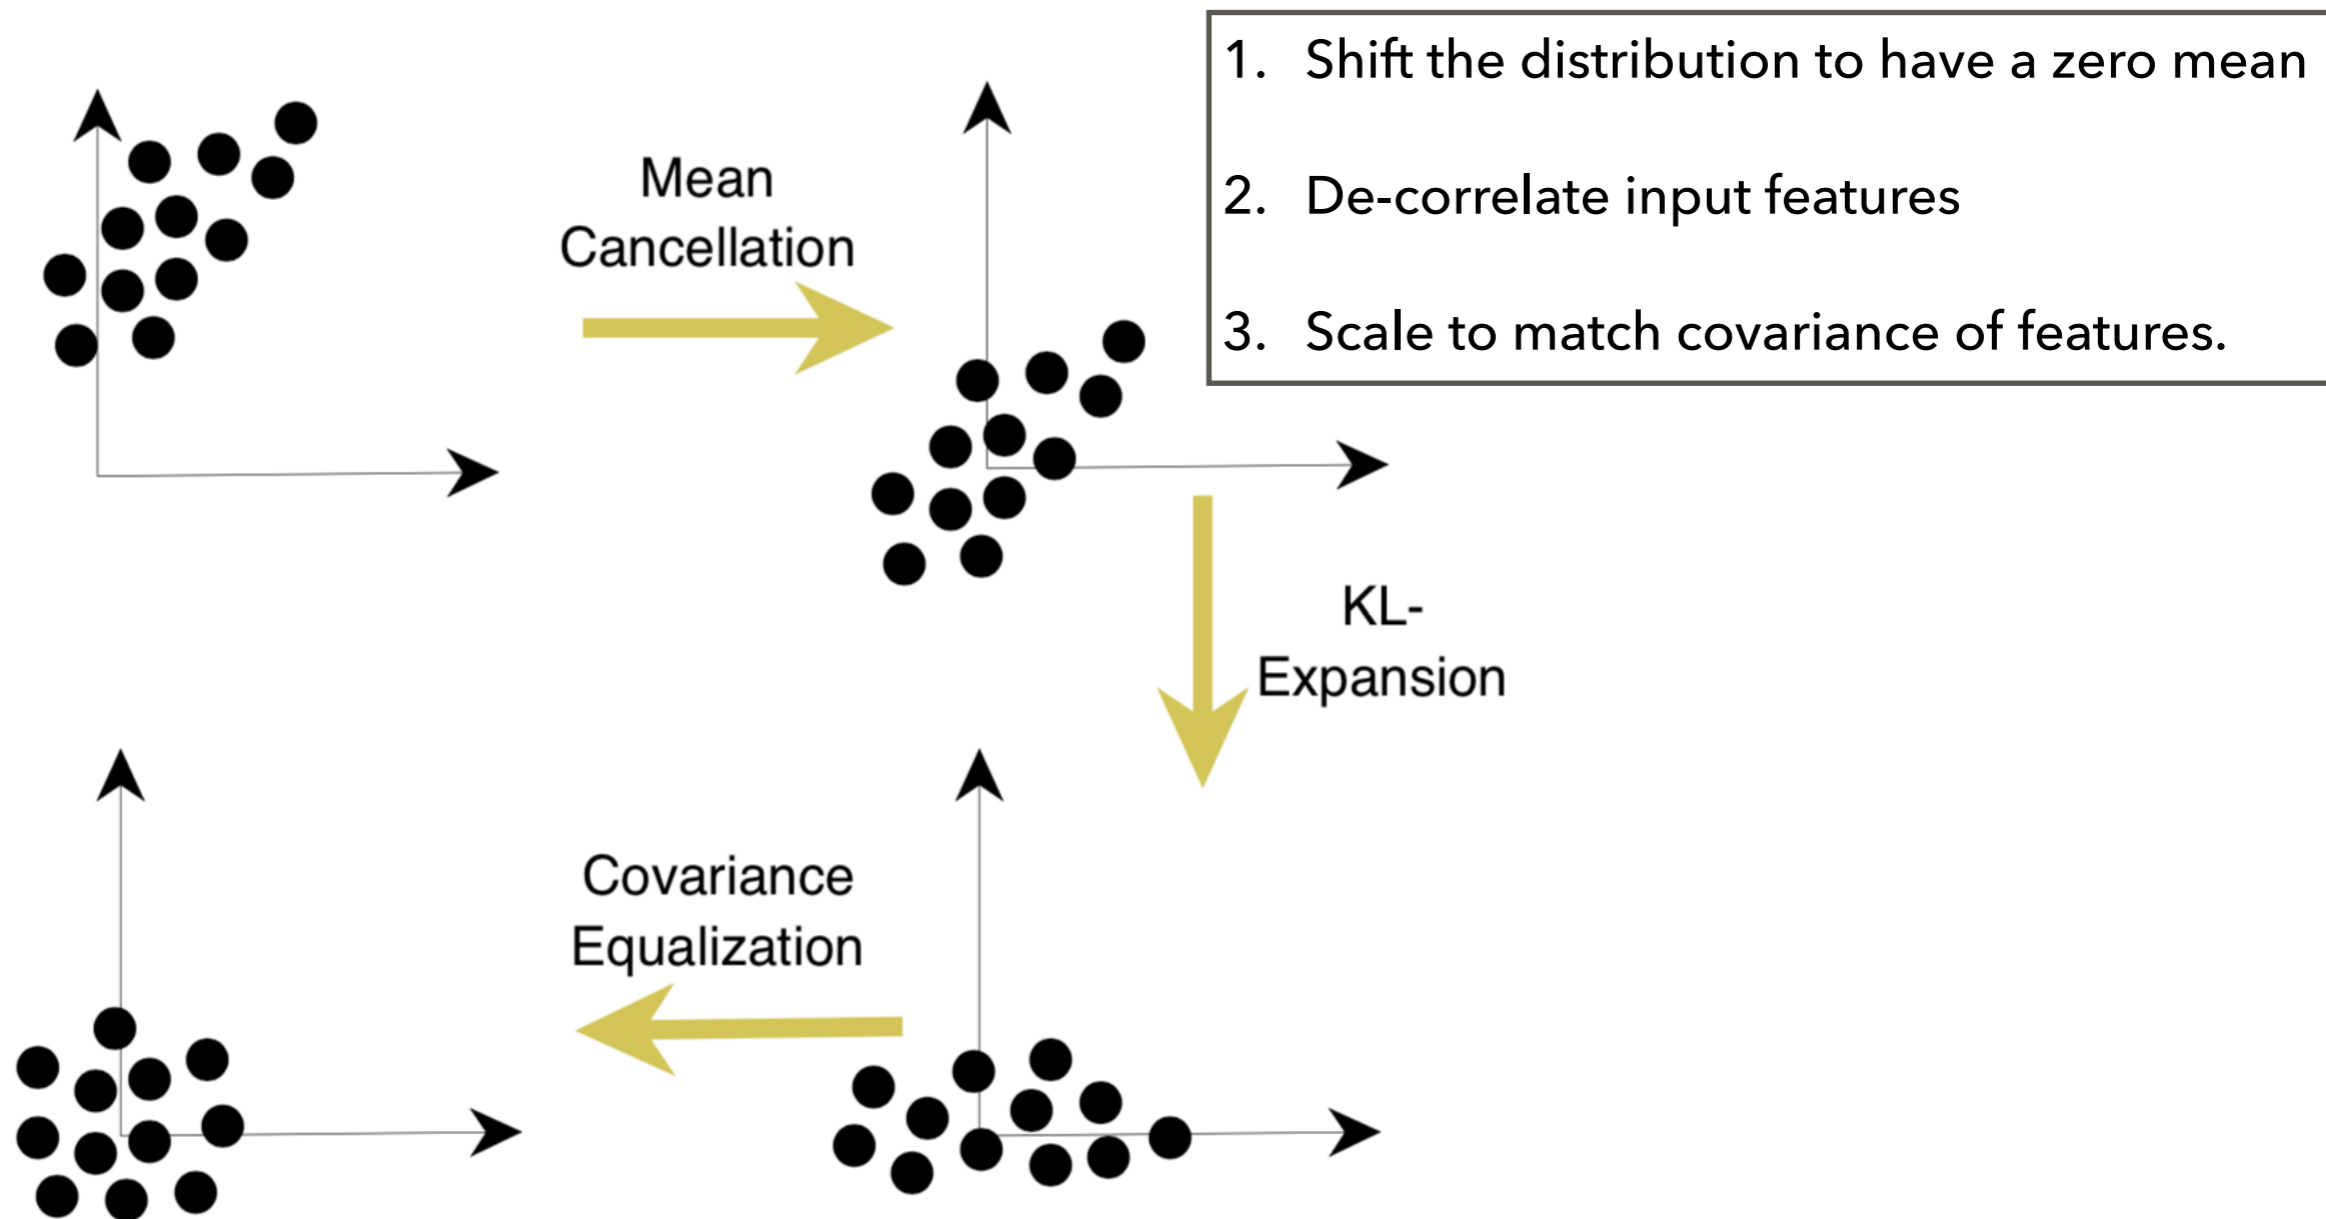 1. Shift the distribution to have a zero mean
2. De-correlate input features
3. Scale to match covariance of features.
Mean
Cancellation
KL-
Expansion
Covariance
Equalization